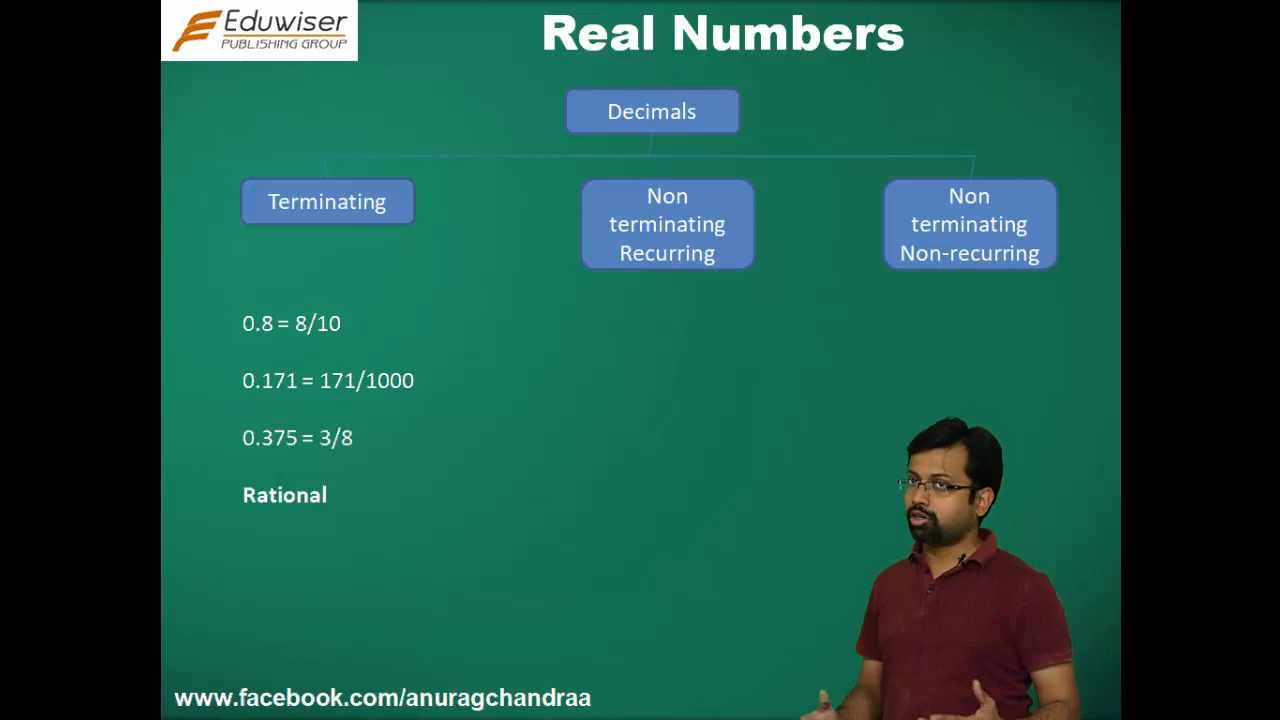 Eduwiser
PUBLISHING GROUP
Real Numbers
Decimals
Terminating
Non
terminating
Recurring
Non
terminating
Non-recurring
0.8 = 8/10
0.171 = 171/1000
0.375 = 3/8
Rational
www.facebook.com/anuragchandraa